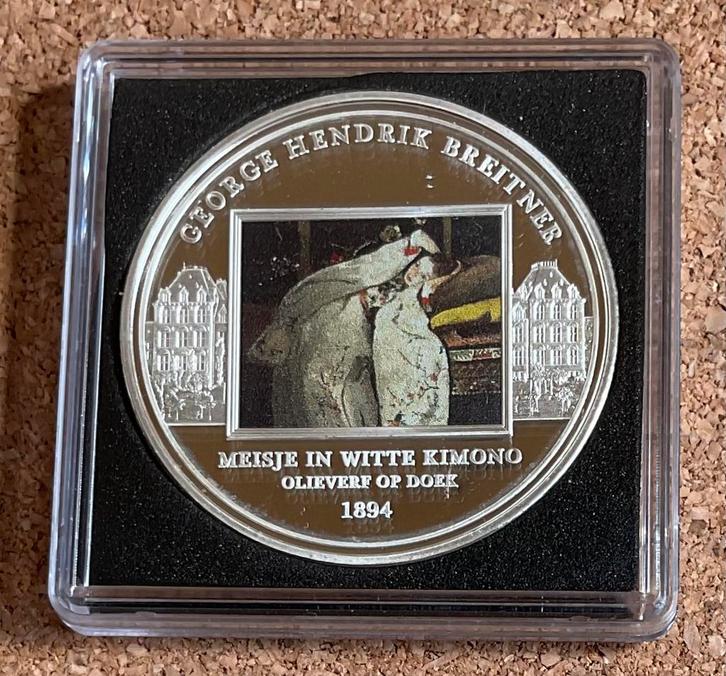 GEORGE HENDRIK BREITNER
MEISJE IN WITTE KIMONO
OLIEVERF OP DOEK
1894